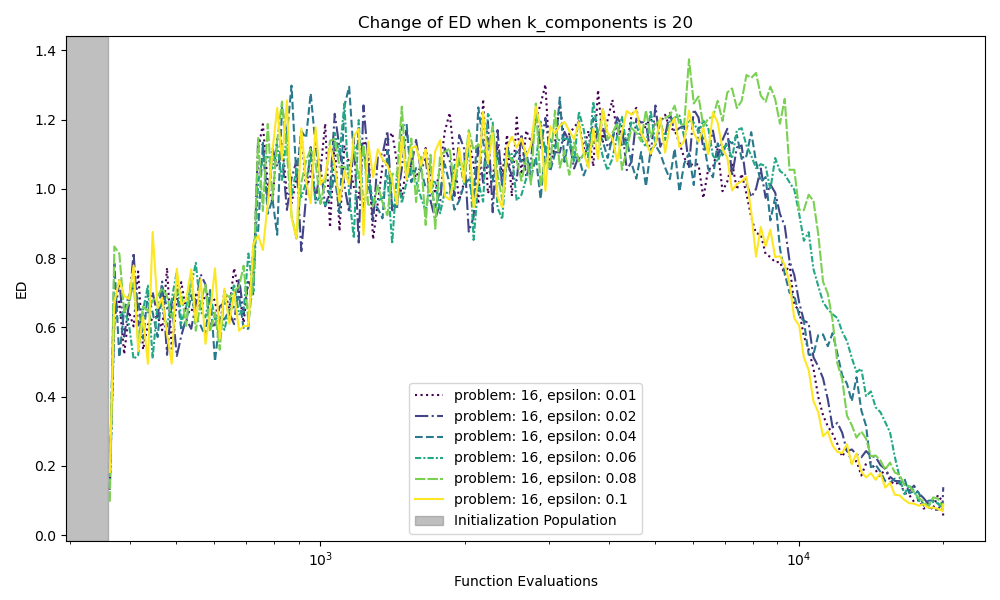 Change of ED when k_components is 20
ED
1.4
1.2
1.0
0.8
0.6
0.4
0.2
0.0
problem: 16, epsilon: 0.01
problem: 16, epsilon: 0.02
problem: 16, epsilon: 0.04
problem: 16, epsilon: 0.06
problem: 16, epsilon: 0.08
problem: 16, epsilon: 0.1
Initialization Population
10³
10⁴
Function Evaluations